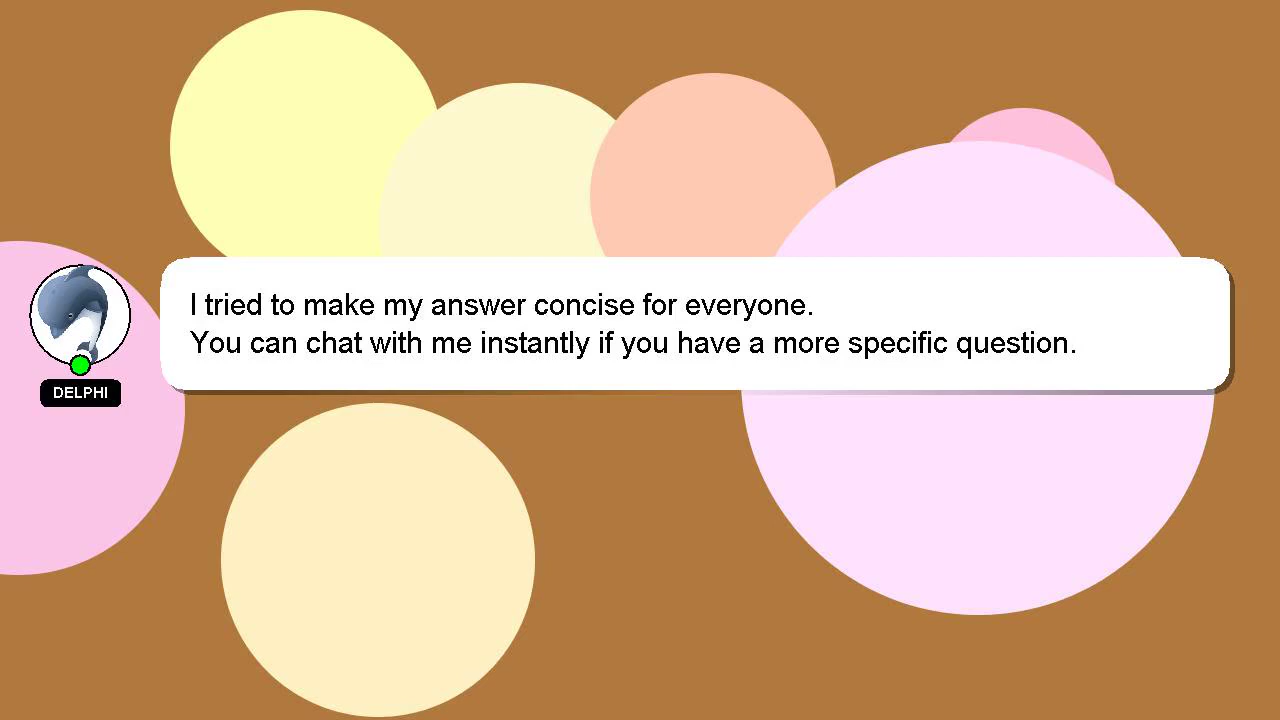 I tried to make my answer concise for everyone.
You can chat with me instantly if you have a more specific question.
DELPHI